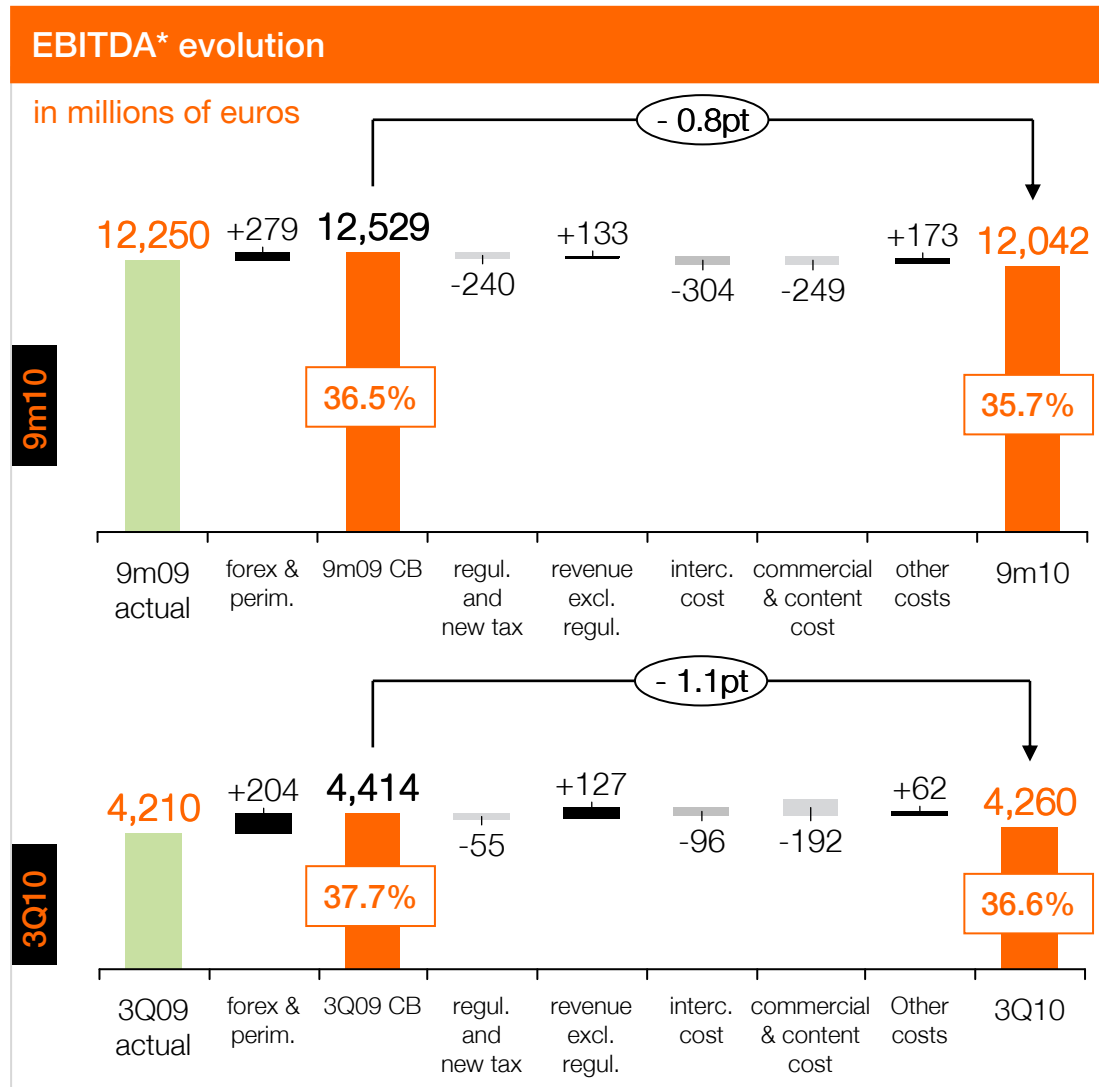 EBITDA* evolution
in millions of euros
- 0.8pt
12,250 +279 12,529 -240 +133 -304 -249 +173 12,042
36.5% 35.7%
9m10
9m09 actual
forex & perim.
9m09 CB
regul. and new tax
revenue excl. regul.
interc. cost
commercial & content cost
other costs
9m10
- 1.1pt
4,210 +204 4,414 -55 +127 -96 -192 +62 4,260
37.7% 36.6%
3Q10
3Q09 actual
forex & perim.
3Q09 CB
regul. and new tax
revenue excl. regul.
interc. cost
commercial & content cost
Other costs
3Q10